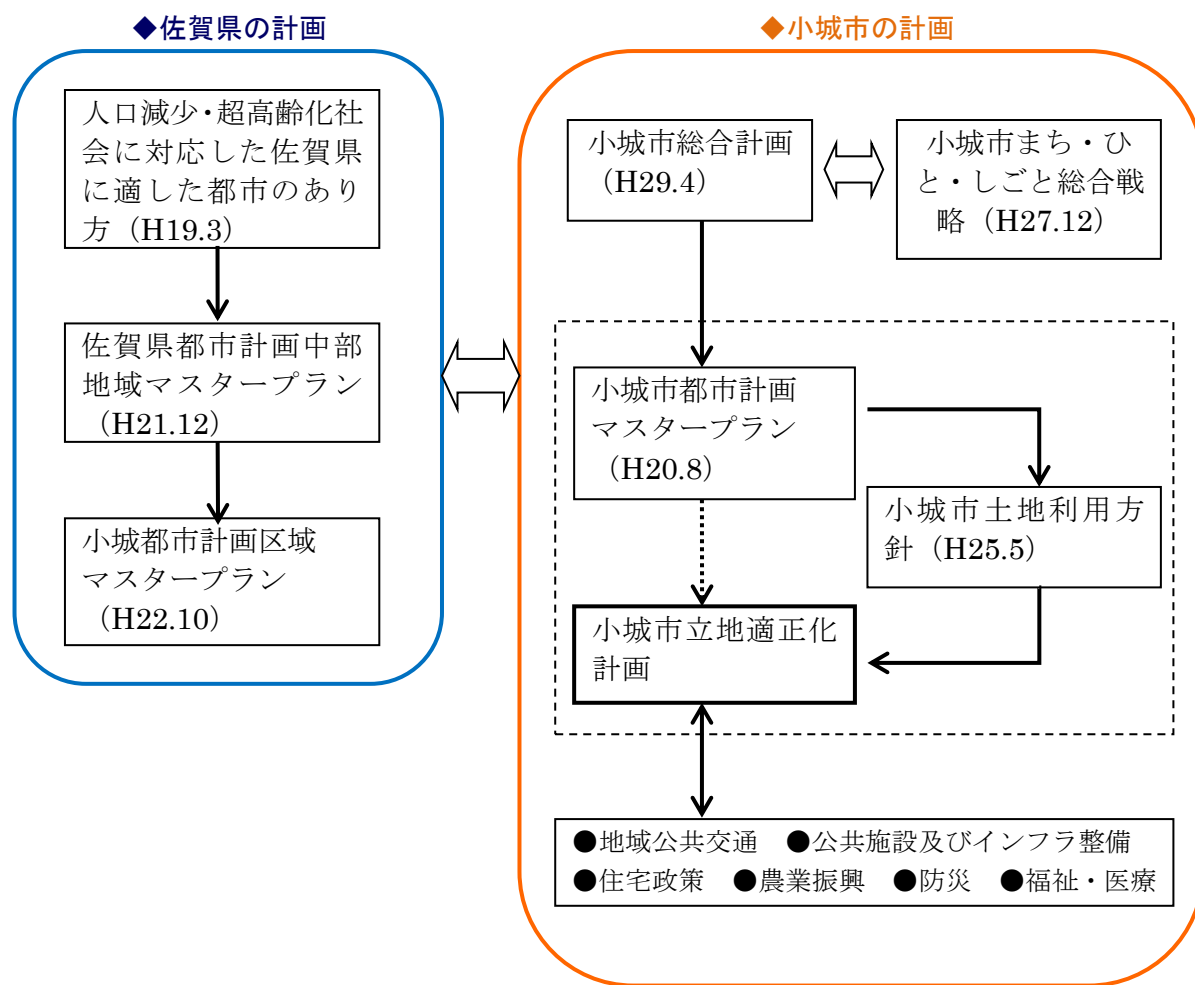 ◆佐賀県の計画
人口減少・超高齢化社
会に対応した佐賀県
に適した都市のあり
方（H19.3）
佐賀県都市計画中部
地域マスタープラン
（H21.12）
小城都市計画区域
マスタープラン
（H22.10）
◆小城市の計画
小城市総合計画
（H29.4）
小城市まち・ひ
と・しごと総合戦
略（H27.12）
小城市都市計画
マスタープラン
（H20.8）
小城市土地利用方
針（H25.5）
小城市立地適正化
計画
●地域公共交通　●公共施設及びインフラ整備
●住宅政策　●農業振興　●防災　●福祉・医療